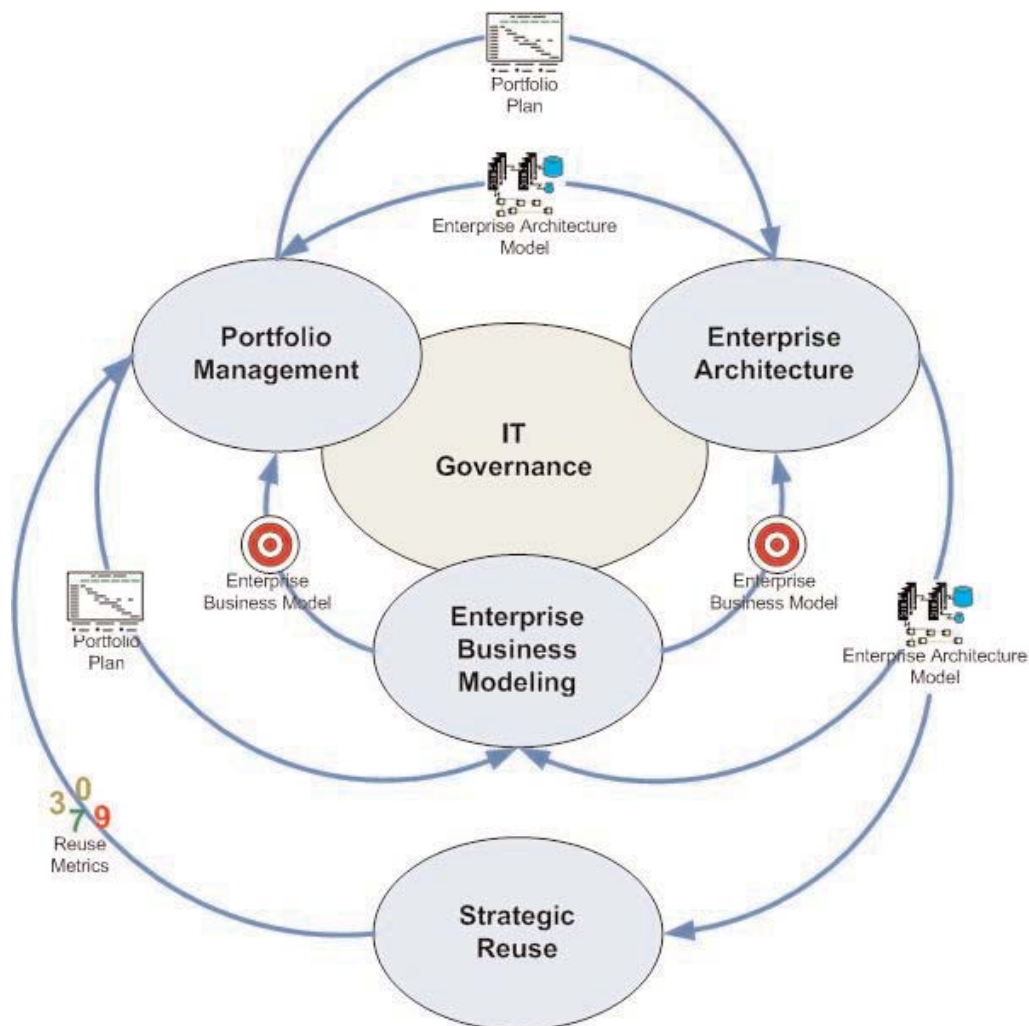 Portfolio
Plan
Enterprise Architecture
Model
Portfolio
Management
Enterprise
Architecture
IT
Governance
Enterprise
Business Model
Enterprise
Business Model
Enterprise
Business
Modeling
Portfolio
Plan
Enterprise Architecture
Model
3 0
7 9
Reuse
Metrics
Strategic
Reuse